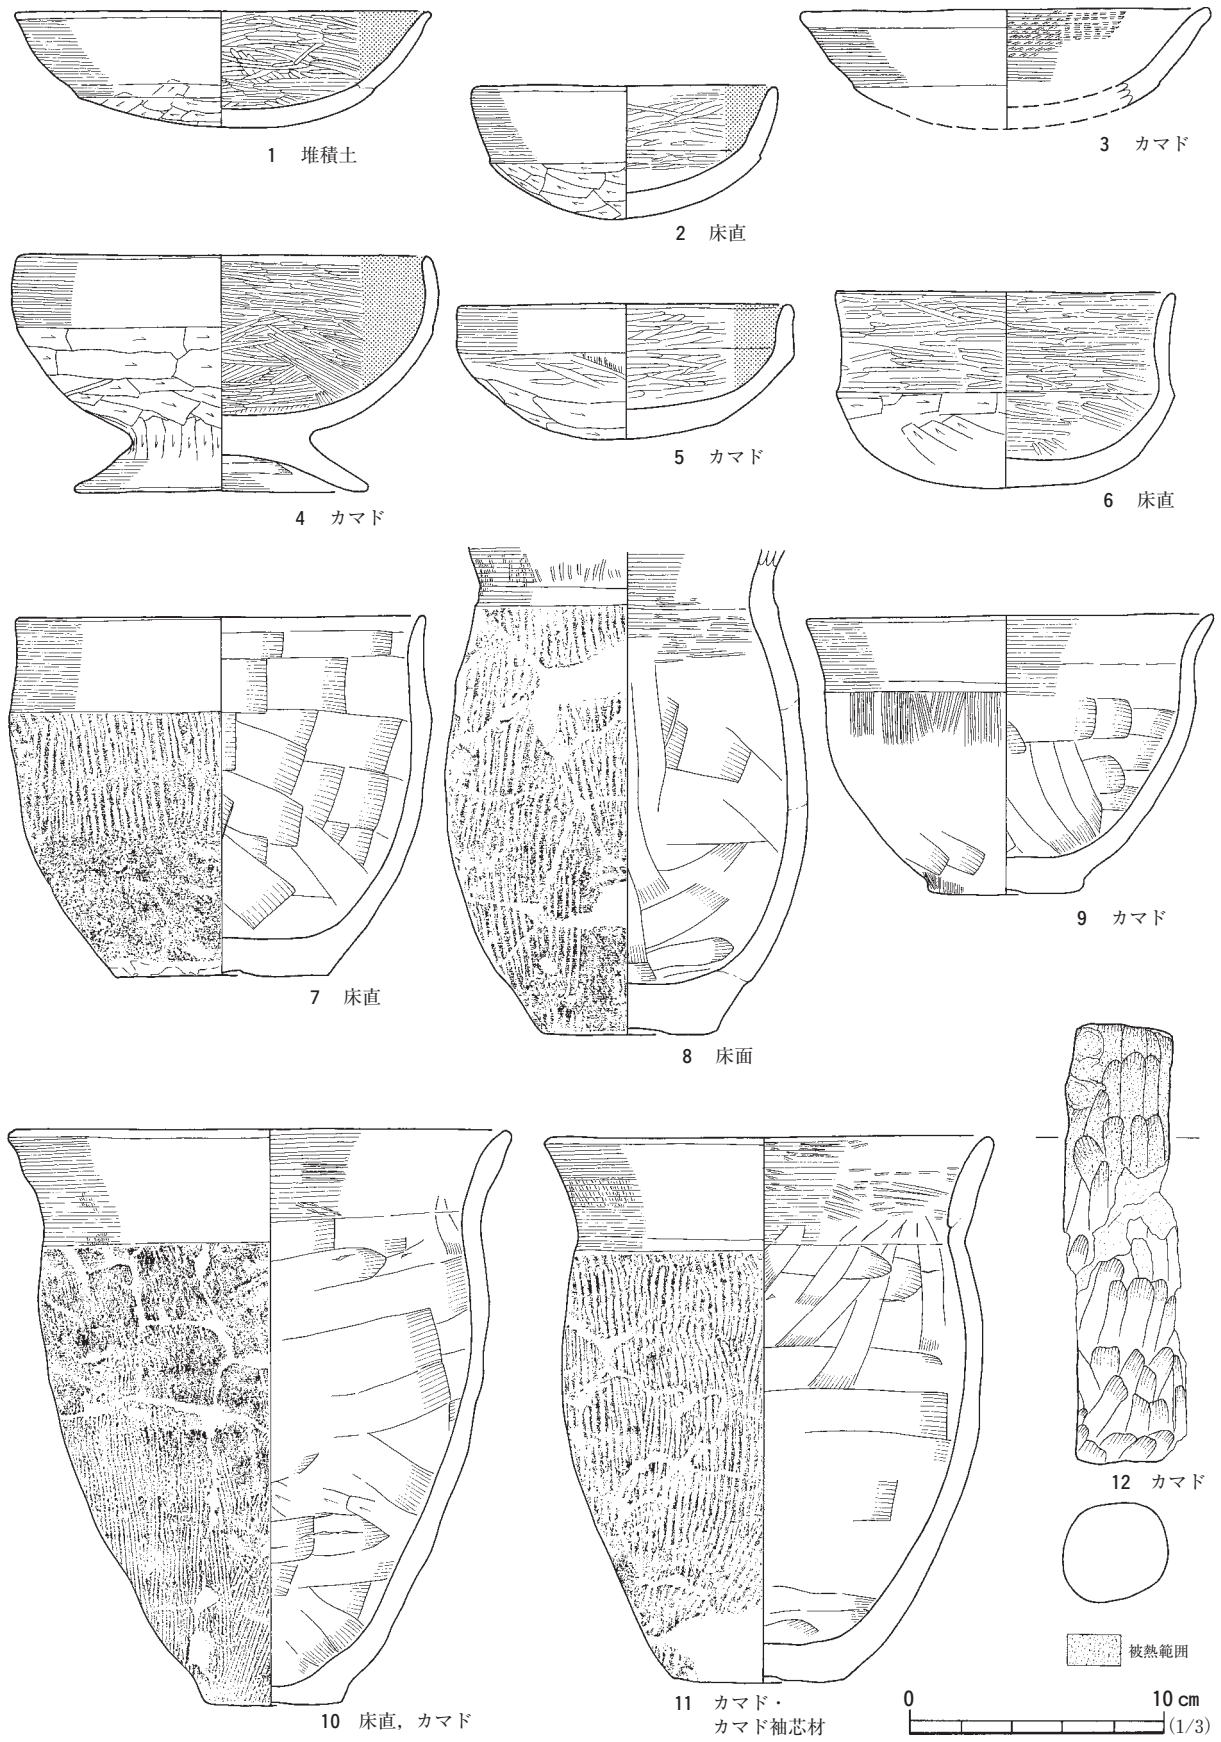 1 堆積土
2 床直
3 カマド
4 カマド
5 カマド
6 床直
7 床直
8 床面
9 カマド
10 床直，カマド
11 カマド・
カマド袖芯材
12 カマド
被熱範囲
0 10 cm
(1/3)